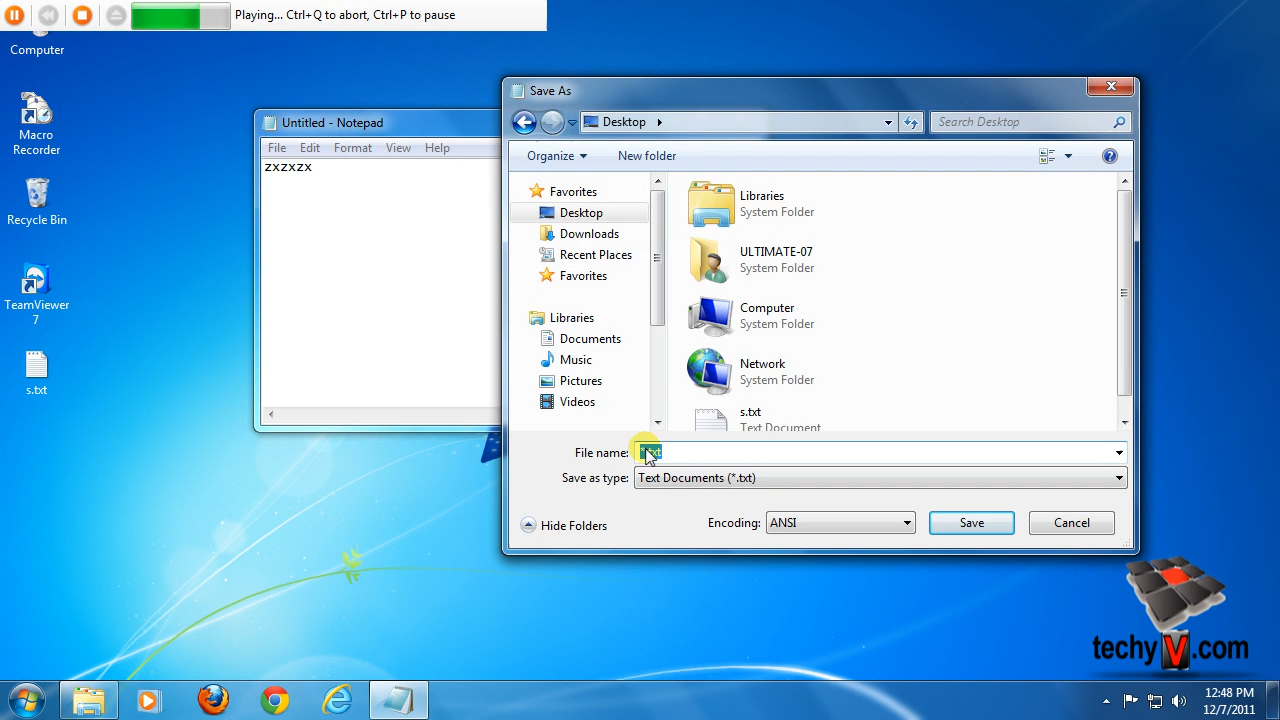 Playing... Ctrl+Q to abort, Ctrl+P to pause
Computer
Macro
Recorder
Recycle Bin
TeamViewer
7
s.txt
Untitled - Notepad
File Edit Format View Help
zxzxzx
Save As
Desktop
Search Desktop
Organize
New folder
Favorites
Desktop
Downloads
Recent Places
Favorites
Libraries
Documents
Music
Pictures
Videos
Libraries
System Folder
ULTIMATE-07
System Folder
Computer
System Folder
Network
System Folder
s.txt
Text Document
File name: *.txt
Save as type: Text Documents (*.txt)
Hide Folders
Encoding: ANSI
Save
Cancel
techyV.com
12:48 PM
12/7/2011